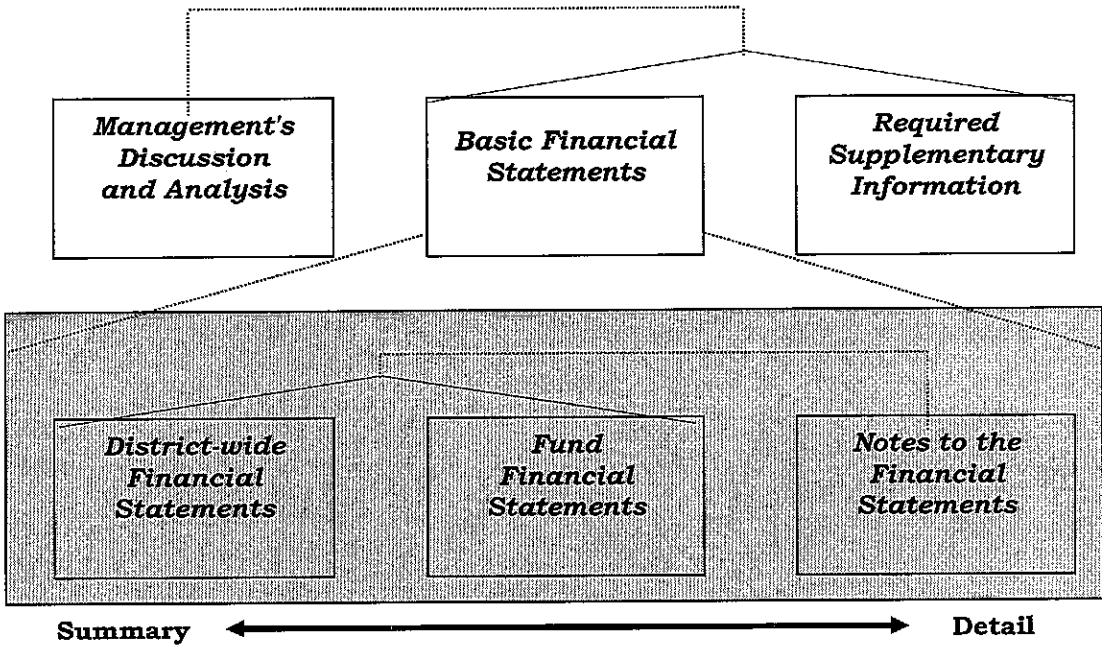 Management's
Discussion
and Analysis
Basic Financial
Statements
Required
Supplementary
Information
District-wide
Financial
Statements
Fund
Financial
Statements
Notes to the
Financial
Statements
Summary
Detail